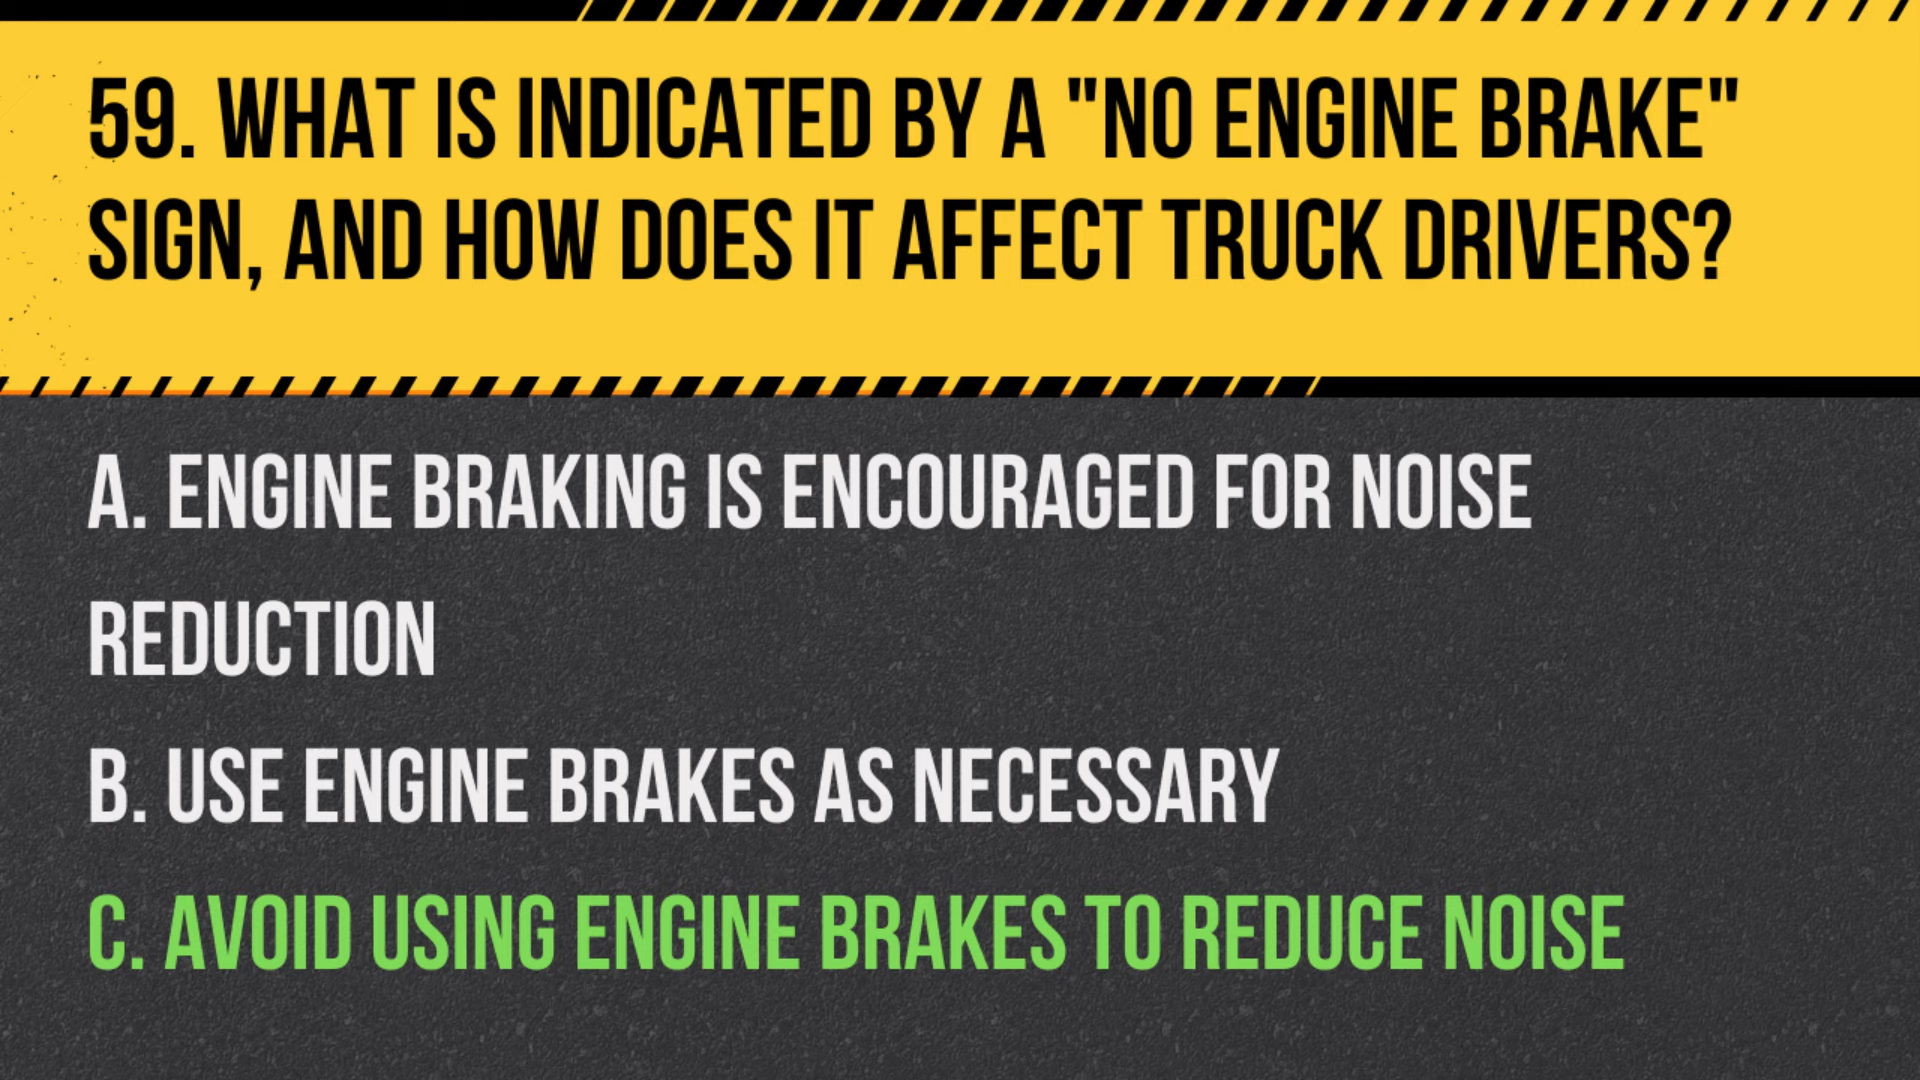 59. WHAT IS INDICATED BY A "NO ENGINE BRAKE"
SIGN, AND HOW DOES IT AFFECT TRUCK DRIVERS?
A. ENGINE BRAKING IS ENCOURAGED FOR NOISE
REDUCTION
B. USE ENGINE BRAKES AS NECESSARY
C. AVOID USING ENGINE BRAKES TO REDUCE NOISE